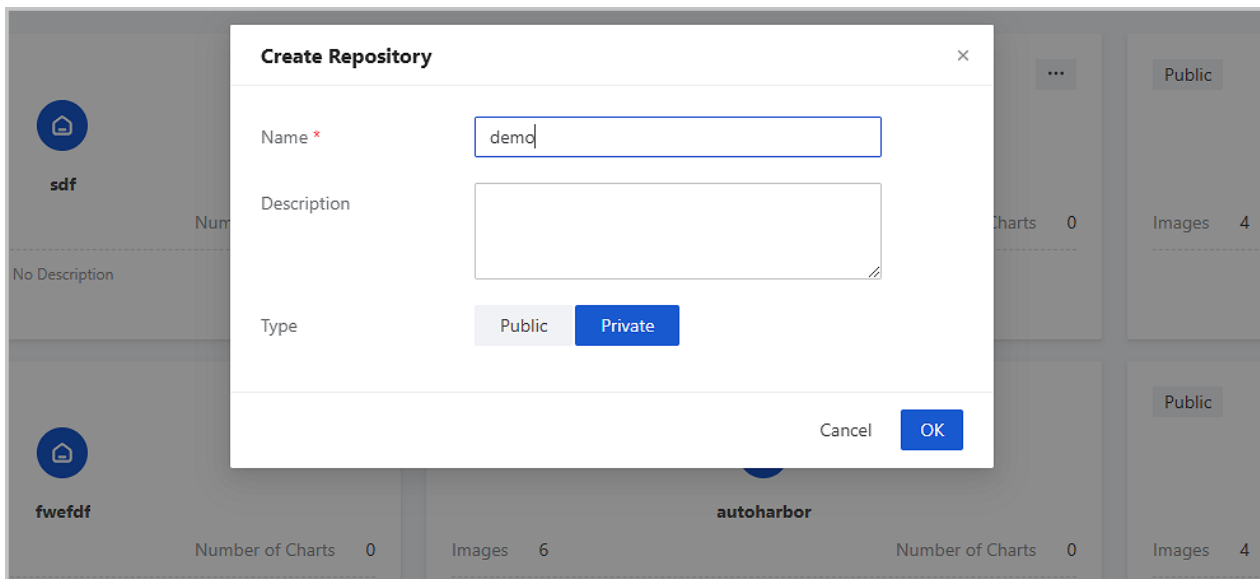 Create Repository ×
... Public
Name * demo
sdf
Description
Num Charts 0 Images 4
No Description
Type Public Private
Public
Cancel OK
fwefdf autoharbor
Number of Charts 0 Images 6 Number of Charts 0 Images 4